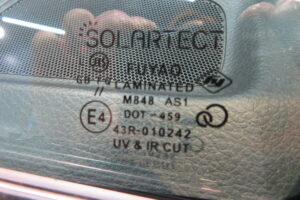 SOLARTECT
FUYAO
LAMINATED
M848 AS1
E4 DOT-459
43R-010242
UV & IR CUT